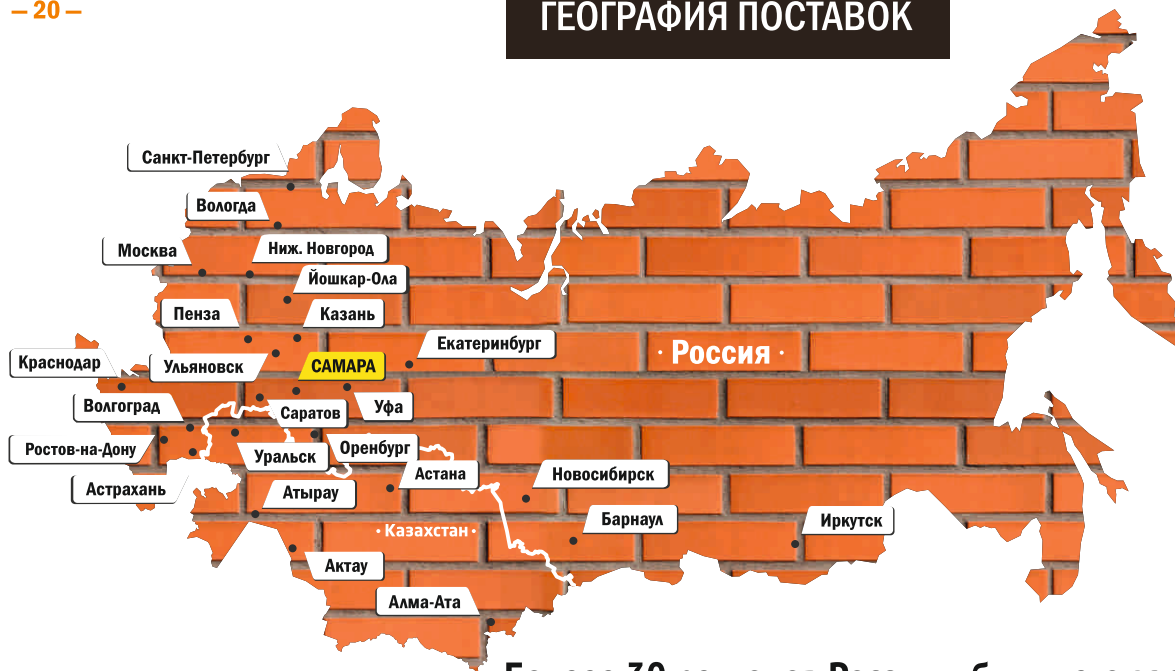 – 20 –
ГЕОГРАФИЯ ПОСТАВОК
Санкт-Петербург
Вологда
Москва
Ниж. Новгород
Йошкар-Ола
Пенза
Казань
Екатеринбург
· Россия ·
Краснодар
Ульяновск
САМАРА
Волгоград
Саратов
Уфа
Ростов-на-Дону
Уральск
Оренбург
Астана
Новосибирск
Астрахань
Атырау
· Казахстан ·
Барнаул
Иркутск
Актау
Алма-Ата